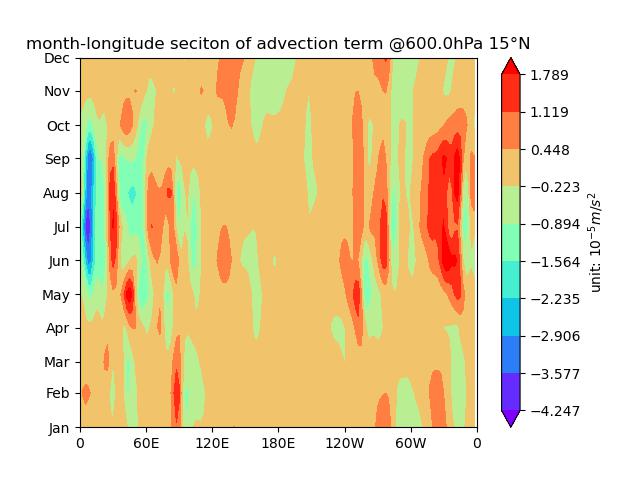 month-longitude seciton of advection term @600.0hPa 15°N
Dec
Nov
Oct
Sep
Aug
Jul
Jun
May
Apr
Mar
Feb
Jan
0 60E 120E 180E 120W 60W 0
1.789
1.119
0.448
−0.223
−0.894
−1.564
−2.235
−2.906
−3.577
−4.247
unit: 10⁻⁵m/s²